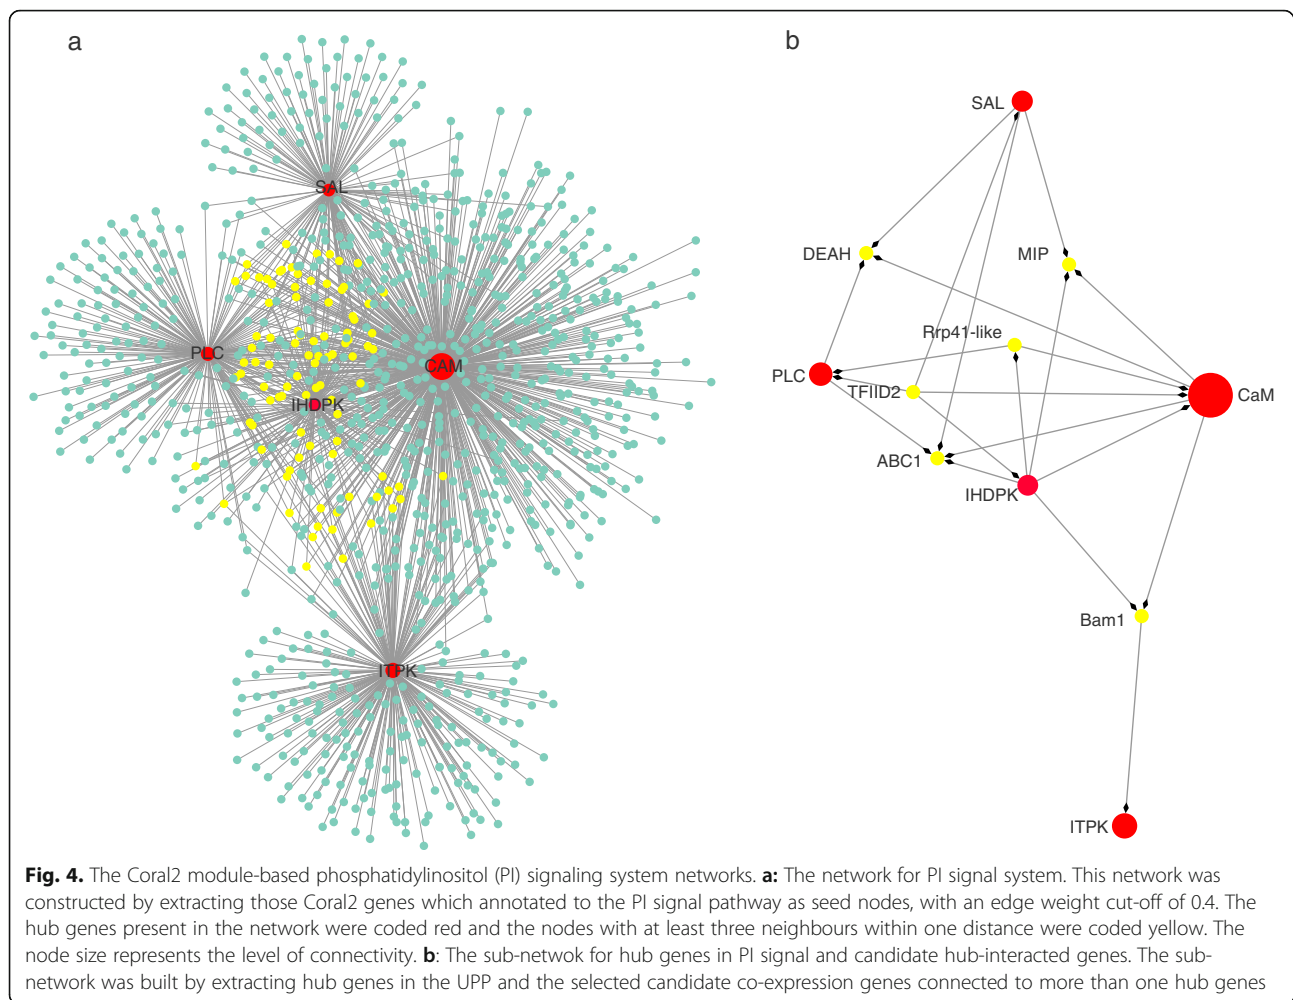 a
b
SAL
PLC
CAM
IHDPK
ITPK
SAL
DEAH
MIP
Rrp41-like
PLC
TFIID2
CaM
ABC1
IHDPK
Bam1
ITPK
Fig. 4. The Coral2 module-based phosphatidylinositol (PI) signaling system networks. a: The network for PI signal system. This network was
constructed by extracting those Coral2 genes which annotated to the PI signal pathway as seed nodes, with an edge weight cut-off of 0.4. The
hub genes present in the network were coded red and the nodes with at least three neighbours within one distance were coded yellow. The
node size represents the level of connectivity. b: The sub-netwok for hub genes in PI signal and candidate hub-interacted genes. The sub-
network was built by extracting hub genes in the UPP and the selected candidate co-expression genes connected to more than one hub genes